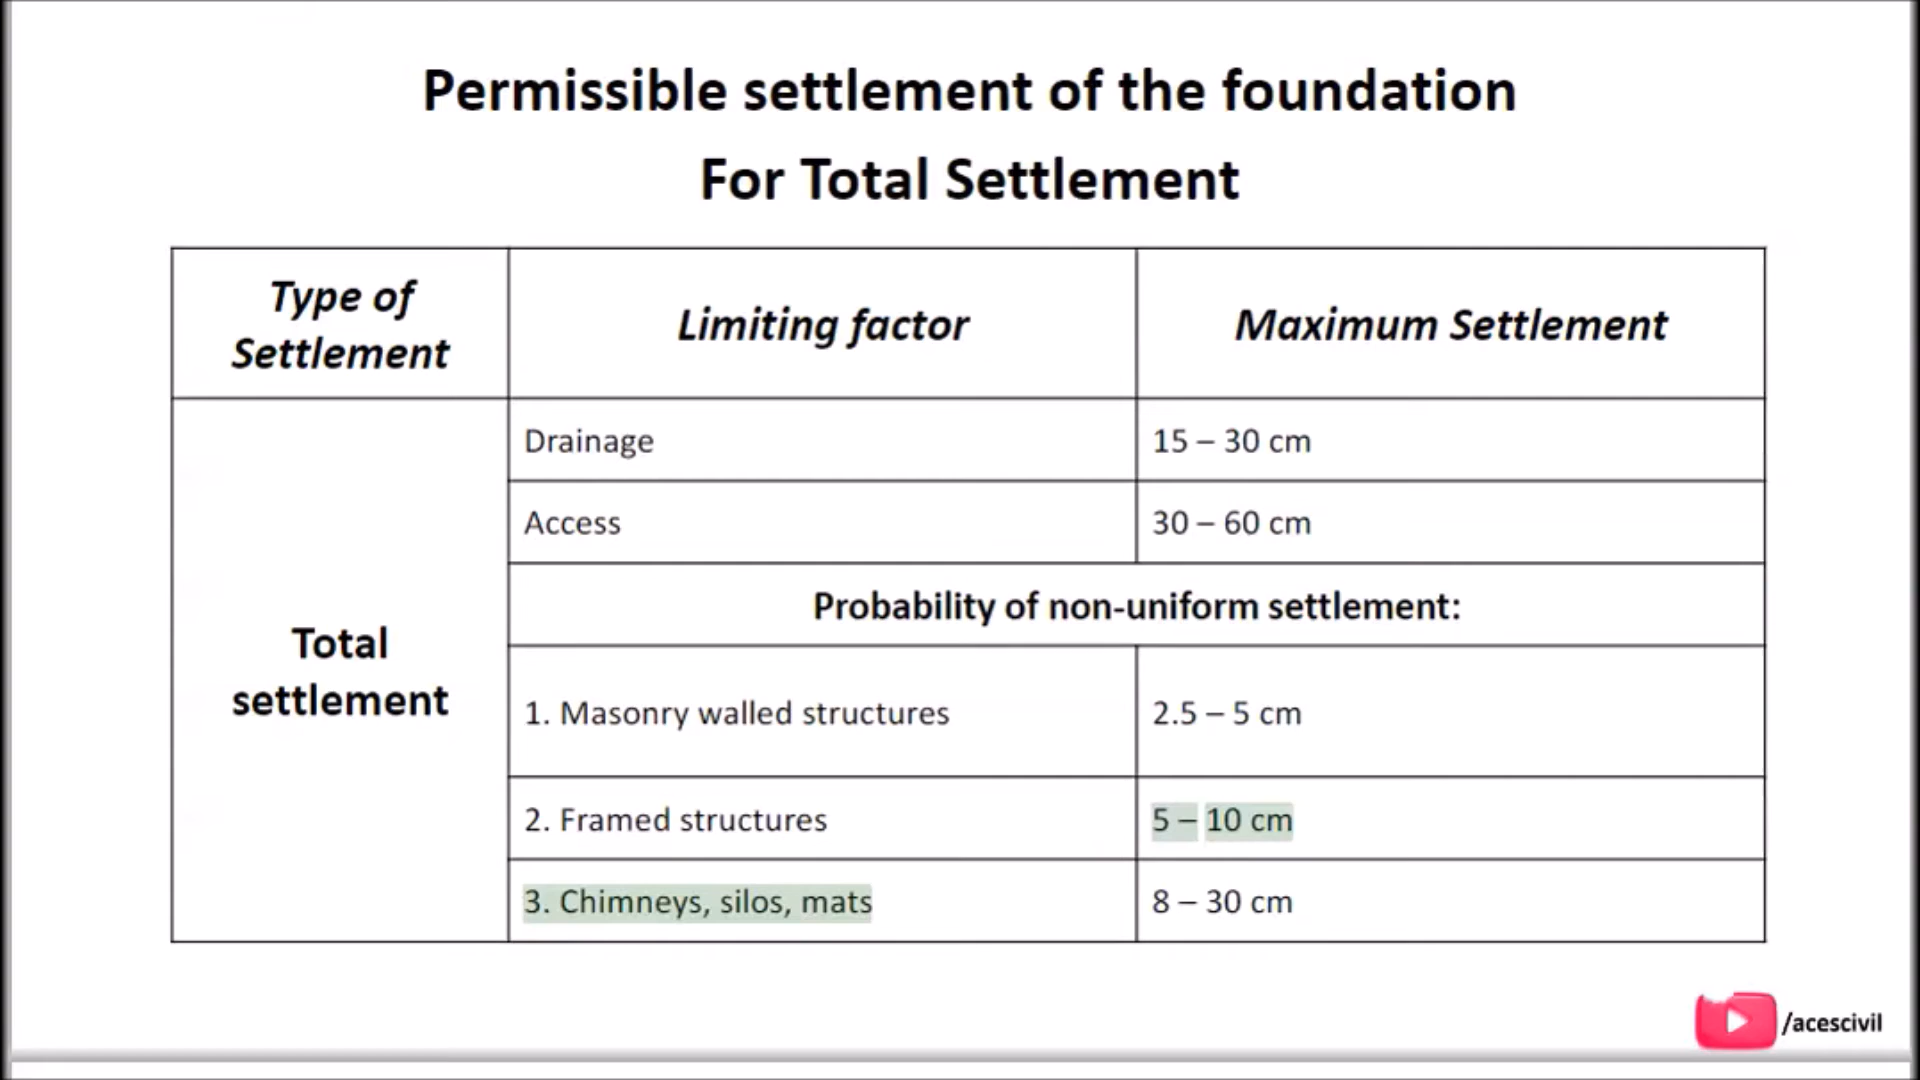 Permissible settlement of the foundation
For Total Settlement
Type of
Settlement
Limiting factor
Maximum Settlement
Total
settlement
Drainage
15 – 30 cm
Access
30 – 60 cm
Probability of non-uniform settlement:
1. Masonry walled structures
2.5 – 5 cm
2. Framed structures
5 – 10 cm
3. Chimneys, silos, mats
8 – 30 cm
/acescivil